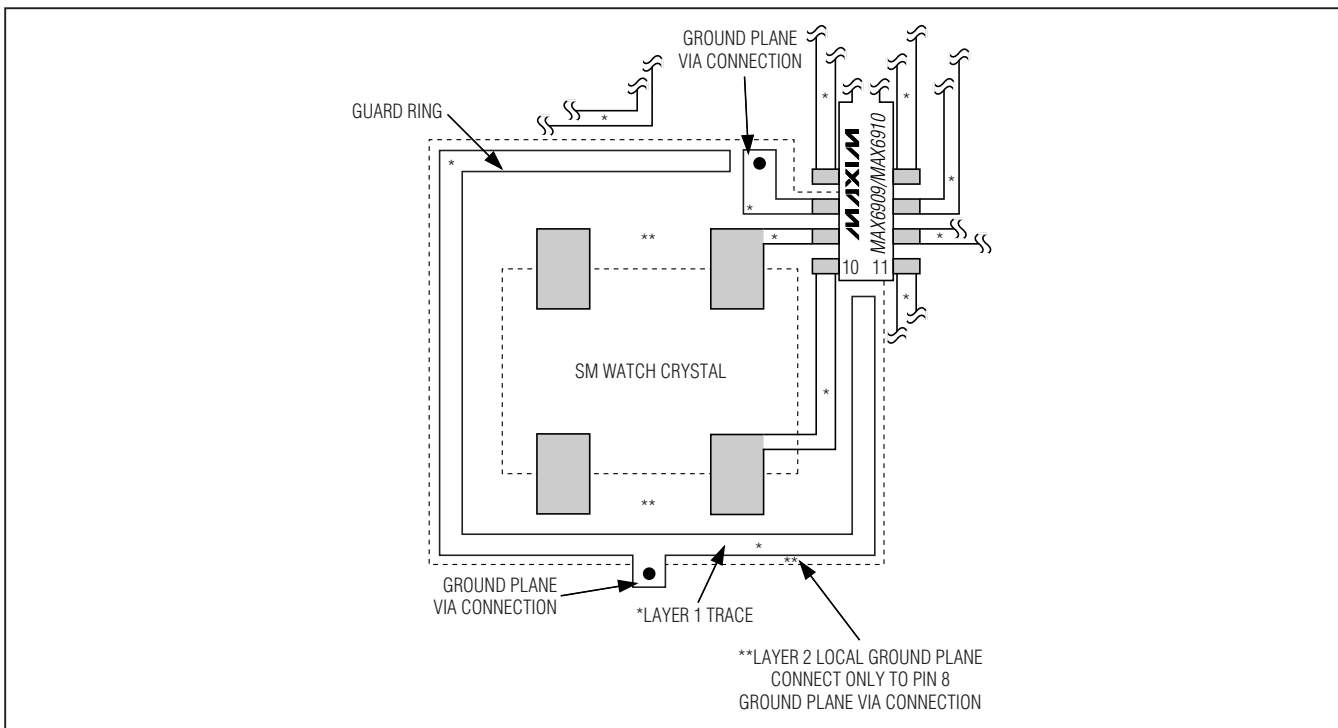 GROUND PLANE
VIA CONNECTION
GUARD RING
*
*
*
*
*
*
*
*
*
*
*
*
*
MAXIM
MAX6909/MAX6910
10 11
**
SM WATCH CRYSTAL
**
**
GROUND PLANE
VIA CONNECTION
*LAYER 1 TRACE
**LAYER 2 LOCAL GROUND PLANE
CONNECT ONLY TO PIN 8
GROUND PLANE VIA CONNECTION